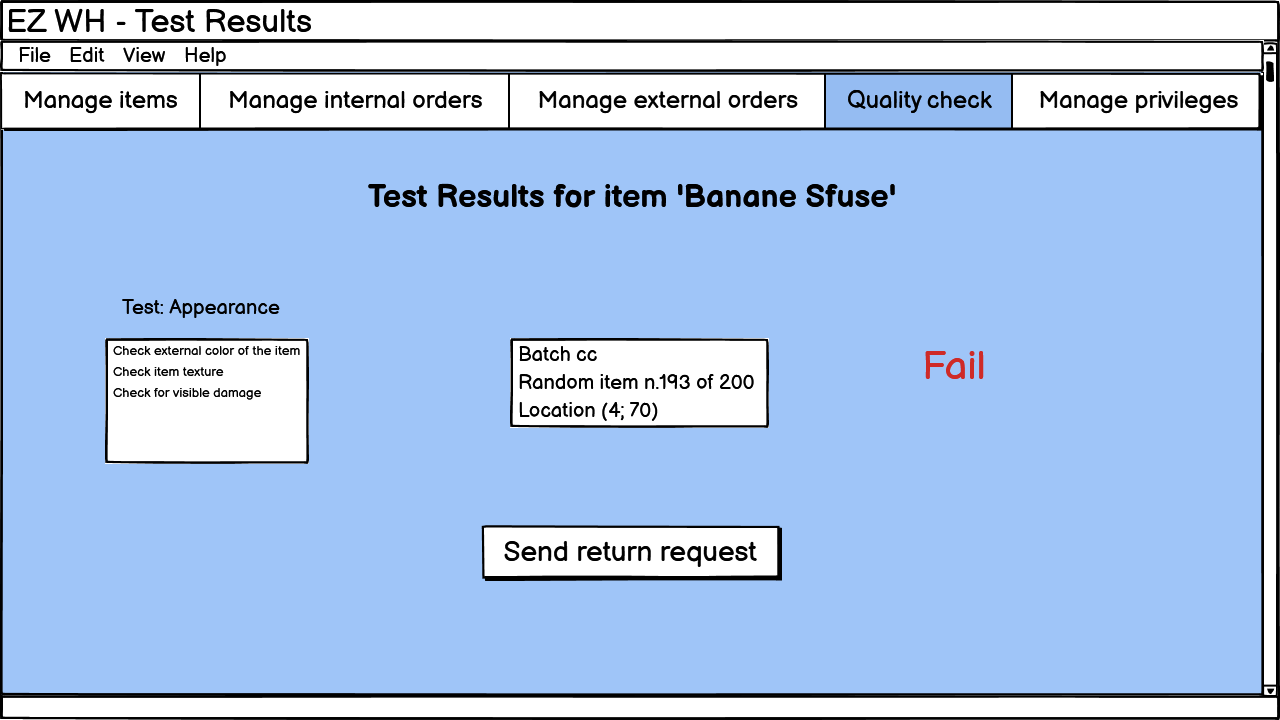 EZ WH - Test Results
File Edit View Help
Manage items Manage internal orders Manage external orders Quality check Manage privileges
Test Results for item 'Banane Sfuse'
Test: Appearance
Check external color of the item
Check item texture
Check for visible damage
Batch cc
Random item n.193 of 200
Location (4; 70)
Fail
Send return request